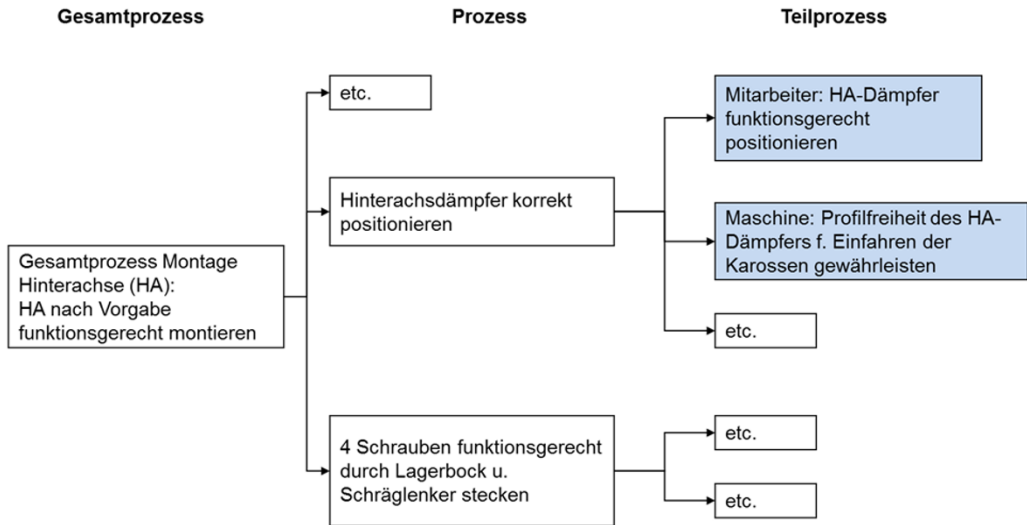 Gesamtprozess
Prozess
Teilprozess
etc.
Mitarbeiter: HA-Dämpfer
funktionsgerecht
positionieren
Hinterachsdämpfer korrekt
positionieren
Maschine: Profilfreiheit des HA-
Dämpfers f. Einfahren der
Karossen gewährleisten
Gesamtprozess Montage
Hinterachse (HA):
HA nach Vorgabe
funktionsgerecht montieren
etc.
4 Schrauben funktionsgerecht
durch Lagerbock u.
Schräglenker stecken
etc.
etc.